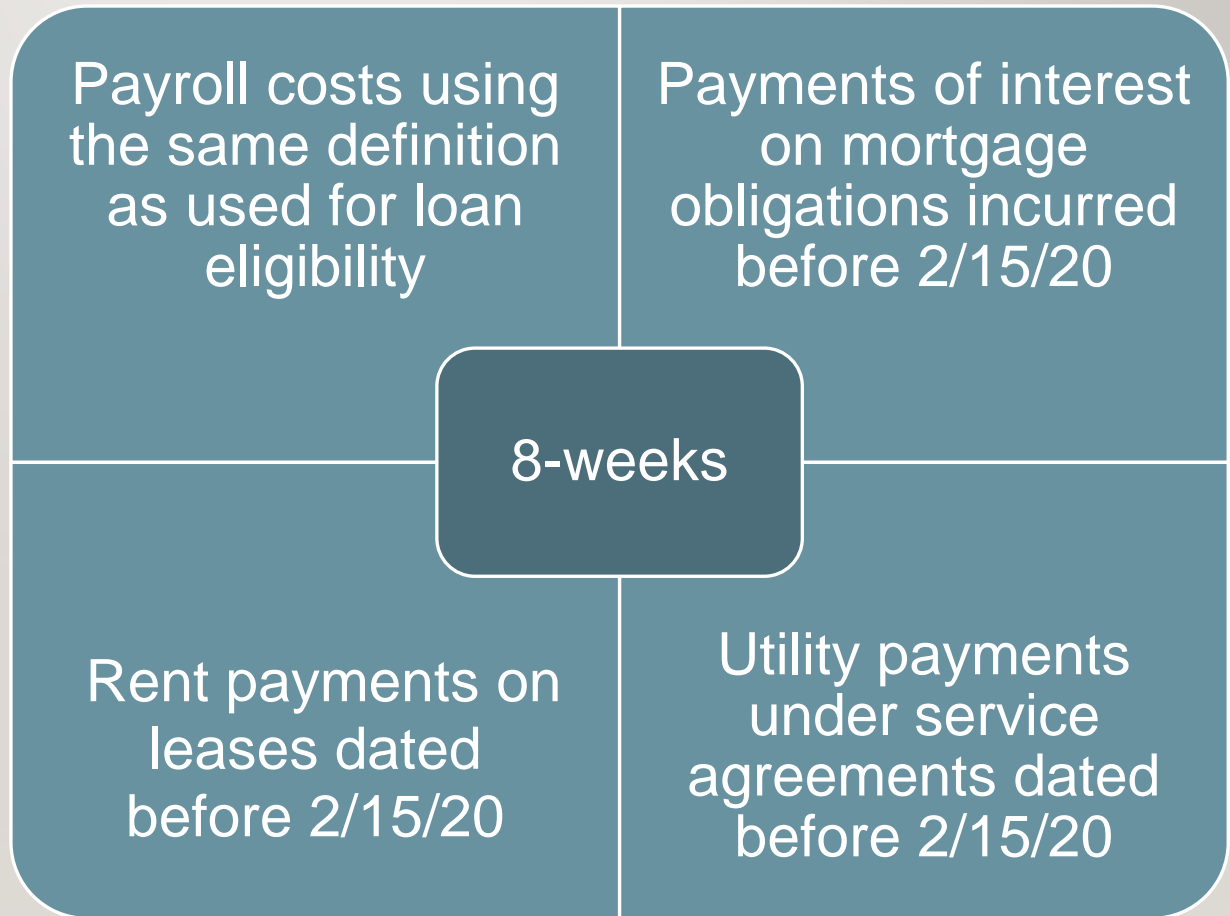 Payroll costs using
the same definition
as used for loan
eligibility
Payments of interest
on mortgage
obligations incurred
before 2/15/20
8-weeks
Rent payments on
leases dated
before 2/15/20
Utility payments
under service
agreements dated
before 2/15/20